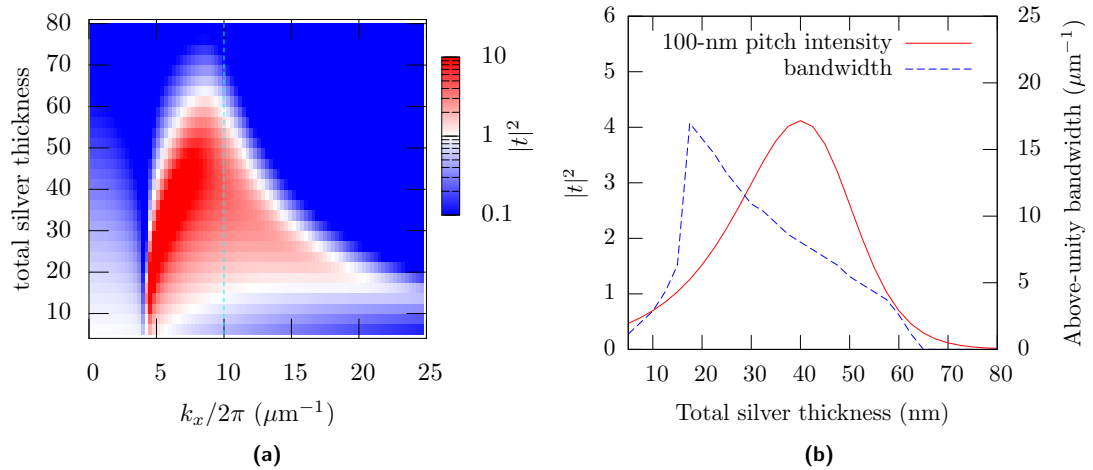 total silver thickness
80
70
60
50
40
30
20
10
0 5 10 15 20 25
k_x/2π (μm⁻¹)
10
1
0.1
|t|²
(a)
100-nm pitch intensity
bandwidth
|t|²
6
5
4
3
2
1
0
10 20 30 40 50 60 70 80
Total silver thickness (nm)
25
20
15
10
5
0
Above-unity bandwidth (μm⁻¹)
(b)